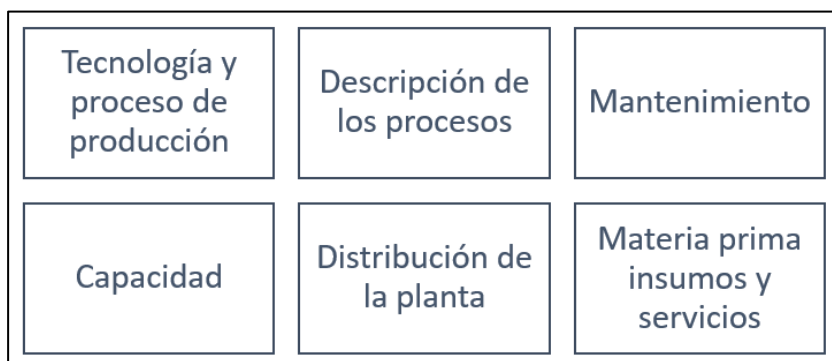 Tecnología y
proceso de
producción
Descripción de
los procesos
Mantenimiento
Capacidad
Distribución de
la planta
Materia prima
insumos y
servicios